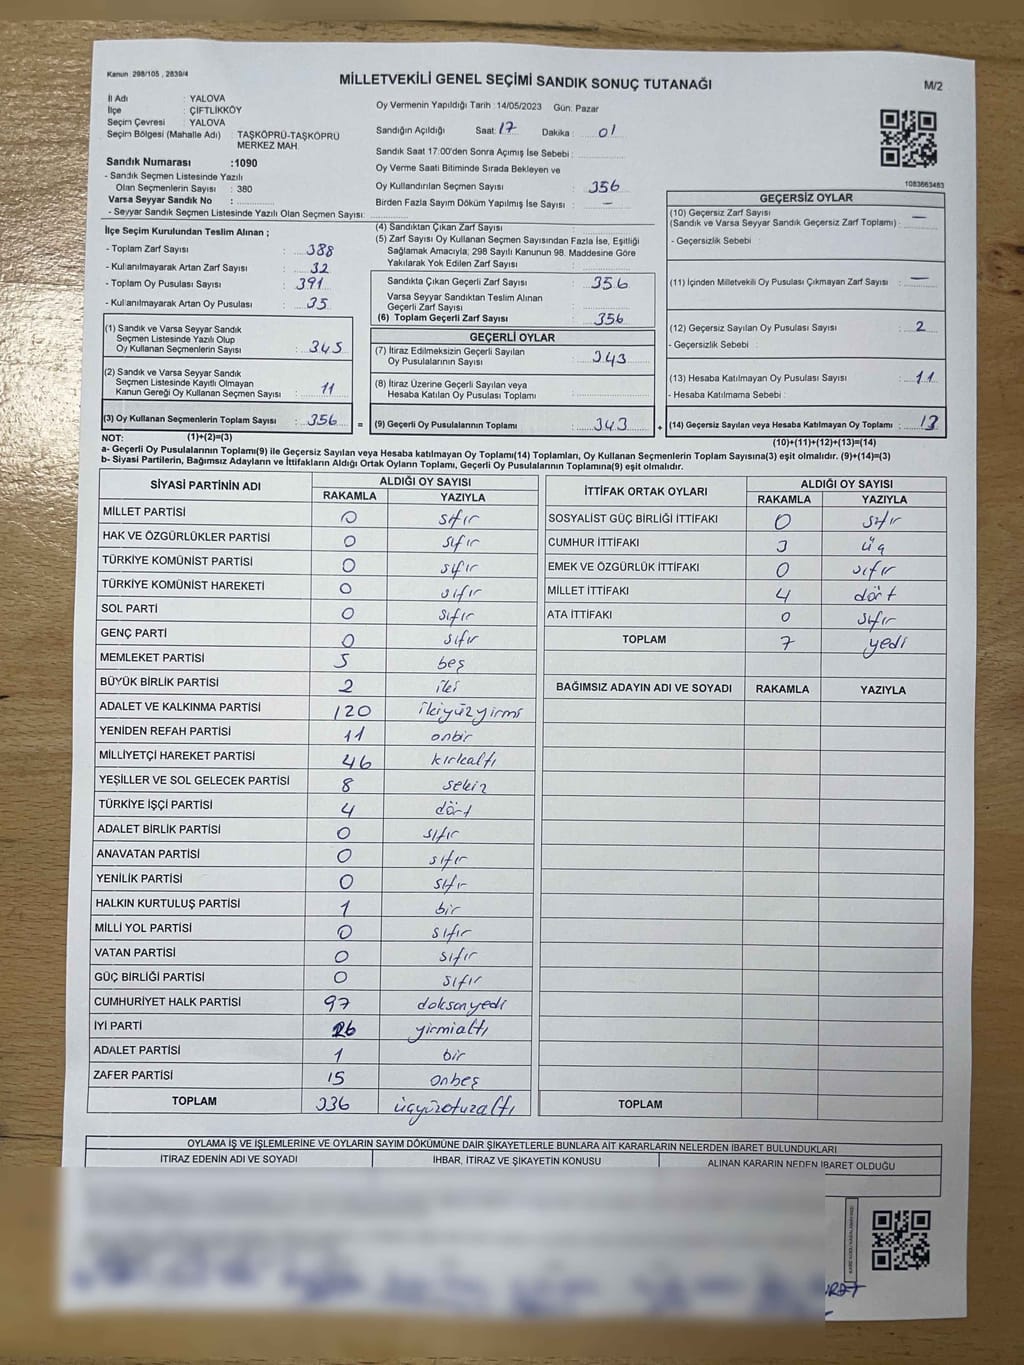 Kanun 298/105 , 2839/4
MİLLETVEKİLİ GENEL SEÇİMİ SANDIK SONUÇ TUTANAĞI
M/2
İl Adı : YALOVA
İlçe : ÇİFTLİKKÖY
Seçim Çevresi : YALOVA
Seçim Bölgesi (Mahalle Adı) : TAŞKÖPRÜ-TAŞKÖPRÜ
MERKEZ MAH.
Sandık Numarası :1090
- Sandık Seçmen Listesinde Yazılı
Olan Seçmenlerin Sayısı : 380
Varsa Seyyar Sandık No :
- Seyyar Sandık Seçmen Listesinde Yazılı Olan Seçmen Sayısı:
Oy Vermenin Yapıldığı Tarih :14/05/2023 Gün: Pazar
Sandığın Açıldığı Saat: 17 Dakika : 01
Sandık Saat 17:00'den Sonra Açımış İse Sebebi :
Oy Verme Saati Bitiminde Sırada Bekleyen ve
Oy Kullandırılan Seçmen Sayısı : 356
Birden Fazla Sayım Döküm Yapılmış İse Sayısı : –
1083663483
İlçe Seçim Kurulundan Teslim Alınan ;
- Toplam Zarf Sayısı : 388
- Kullanılmayarak Artan Zarf Sayısı : 32
- Toplam Oy Pusulası Sayısı : 391
- Kullanılmayarak Artan Oy Pusulası : 35
(1) Sandık ve Varsa Seyyar Sandık
Seçmen Listesinde Yazılı Olup
Oy Kullanan Seçmenlerin Sayısı : 345
(2) Sandık ve Varsa Seyyar Sandık
Seçmen Listesinde Kayıtlı Olmayan
Kanun Gereği Oy Kullanan Seçmen Sayısı : 11
(3) Oy Kullanan Seçmenlerin Toplam Sayısı : 356
(4) Sandıktan Çıkan Zarf Sayısı :
(5) Zarf Sayısı Oy Kullanan Seçmen Sayısından Fazla İse, Eşitliği
Sağlamak Amacıyla; 298 Sayılı Kanunun 98. Maddesine Göre
Yakılarak Yok Edilen Zarf Sayısı :
Sandıkta Çıkan Geçerli Zarf Sayısı : 356
Varsa Seyyar Sandıktan Teslim Alınan
Geçerli Zarf Sayısı :
(6) Toplam Geçerli Zarf Sayısı : 356
GEÇERLİ OYLAR
(7) İtiraz Edilmeksizin Geçerli Sayılan
Oy Pusulalarının Sayısı : 343
(8) İtiraz Üzerine Geçerli Sayılan veya
Hesaba Katılan Oy Pusulası Toplamı :
= (9) Geçerli Oy Pusulalarının Toplamı : 343 +
GEÇERSİZ OYLAR
(10) Geçersiz Zarf Sayısı
(Sandık ve Varsa Seyyar Sandık Geçersiz Zarf Toplamı) : –
- Geçersizlik Sebebi :
(11) İçinden Milletvekili Oy Pusulası Çıkmayan Zarf Sayısı : –
(12) Geçersiz Sayılan Oy Pusulası Sayısı : 2
- Geçersizlik Sebebi :
(13) Hesaba Katılmayan Oy Pusulası Sayısı : 11
- Hesaba Katılmama Sebebi :
(14) Geçersiz Sayılan veya Hesaba Katılmayan Oy Toplamı : 13
NOT: (1)+(2)=(3)
(10)+(11)+(12)+(13)=(14)
a- Geçerli Oy Pusulalarının Toplamı(9) ile Geçersiz Sayılan veya Hesaba katılmayan Oy Toplamı(14) Toplamları, Oy Kullanan Seçmenlerin Toplam Sayısına(3) eşit olmalıdır. (9)+(14)=(3)
b- Siyasi Partilerin, Bağımsız Adayların ve İttifakların Aldığı Ortak Oyların Toplamı, Geçerli Oy Pusulalarının Toplamına(9) eşit olmalıdır.
SİYASİ PARTİNİN ADI ALDIĞI OY SAYISI
RAKAMLA YAZIYLA
MİLLET PARTİSİ 0 sıfır
HAK VE ÖZGÜRLÜKLER PARTİSİ 0 sıfır
TÜRKİYE KOMÜNİST PARTİSİ 0 sıfır
TÜRKİYE KOMÜNİST HAREKETİ 0 sıfır
SOL PARTİ 0 sıfır
GENÇ PARTİ 0 sıfır
MEMLEKET PARTİSİ 5 beş
BÜYÜK BİRLİK PARTİSİ 2 iki
ADALET VE KALKINMA PARTİSİ 120 ikiyüzyirmi
YENİDEN REFAH PARTİSİ 11 onbir
MİLLİYETÇİ HAREKET PARTİSİ 46 kırkaltı
YEŞİLLER VE SOL GELECEK PARTİSİ 8 sekiz
TÜRKİYE İŞÇİ PARTİSİ 4 dört
ADALET BİRLİK PARTİSİ 0 sıfır
ANAVATAN PARTİSİ 0 sıfır
YENİLİK PARTİSİ 0 sıfır
HALKIN KURTULUŞ PARTİSİ 1 bir
MİLLİ YOL PARTİSİ 0 sıfır
VATAN PARTİSİ 0 sıfır
GÜÇ BİRLİĞİ PARTİSİ 0 sıfır
CUMHURİYET HALK PARTİSİ 97 doksanyedi
İYİ PARTİ 26 yirmialtı
ADALET PARTİSİ 1 bir
ZAFER PARTİSİ 15 onbeş
TOPLAM 336 üçyüzotuzaltı
İTTİFAK ORTAK OYLARI ALDIĞI OY SAYISI
RAKAMLA YAZIYLA
SOSYALİST GÜÇ BİRLİĞİ İTTİFAKI 0 sıfır
CUMHUR İTTİFAKI 3 üç
EMEK VE ÖZGÜRLÜK İTTİFAKI 0 sıfır
MİLLET İTTİFAKI 4 dört
ATA İTTİFAKI 0 sıfır
TOPLAM 7 yedi
BAĞIMSIZ ADAYIN ADI VE SOYADI RAKAMLA YAZIYLA
TOPLAM
OYLAMA İŞ VE İŞLEMLERİNE VE OYLARIN SAYIM DÖKÜMÜNE DAİR ŞİKAYETLERLE BUNLARA AİT KARARLARIN NELERDEN İBARET BULUNDUKLARI
İTİRAZ EDENİN ADI VE SOYADI İHBAR, İTİRAZ VE ŞİKAYETİN KONUSU ALINAN KARARIN NEDEN İBARET OLDUĞU